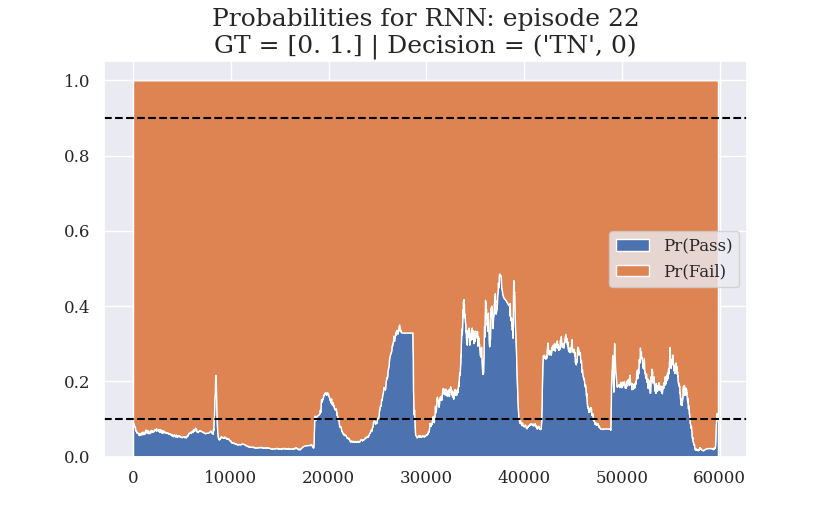 Probabilities for RNN: episode 22
GT = [0. 1.] | Decision = ('TN', 0)
1.0
0.8
0.6
0.4
0.2
0.0
Pr(Pass)
Pr(Fail)
0 10000 20000 30000 40000 50000 60000